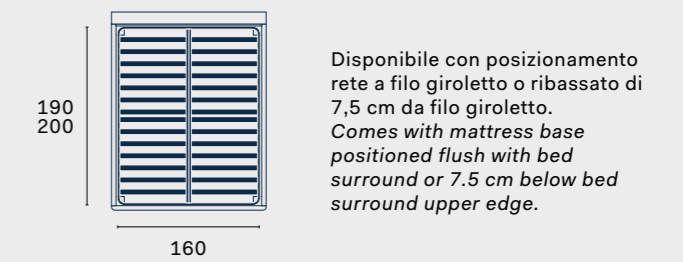 190
200
160
Disponibile con posizionamento
rete a filo giroletto o ribassato di
7,5 cm da filo giroletto.
Comes with mattress base
positioned flush with bed
surround or 7.5 cm below bed
surround upper edge.